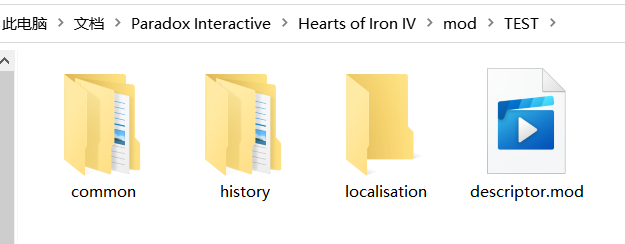 此电脑 > 文档 > Paradox Interactive > Hearts of Iron IV > mod > TEST >
common
history
localisation
descriptor.mod